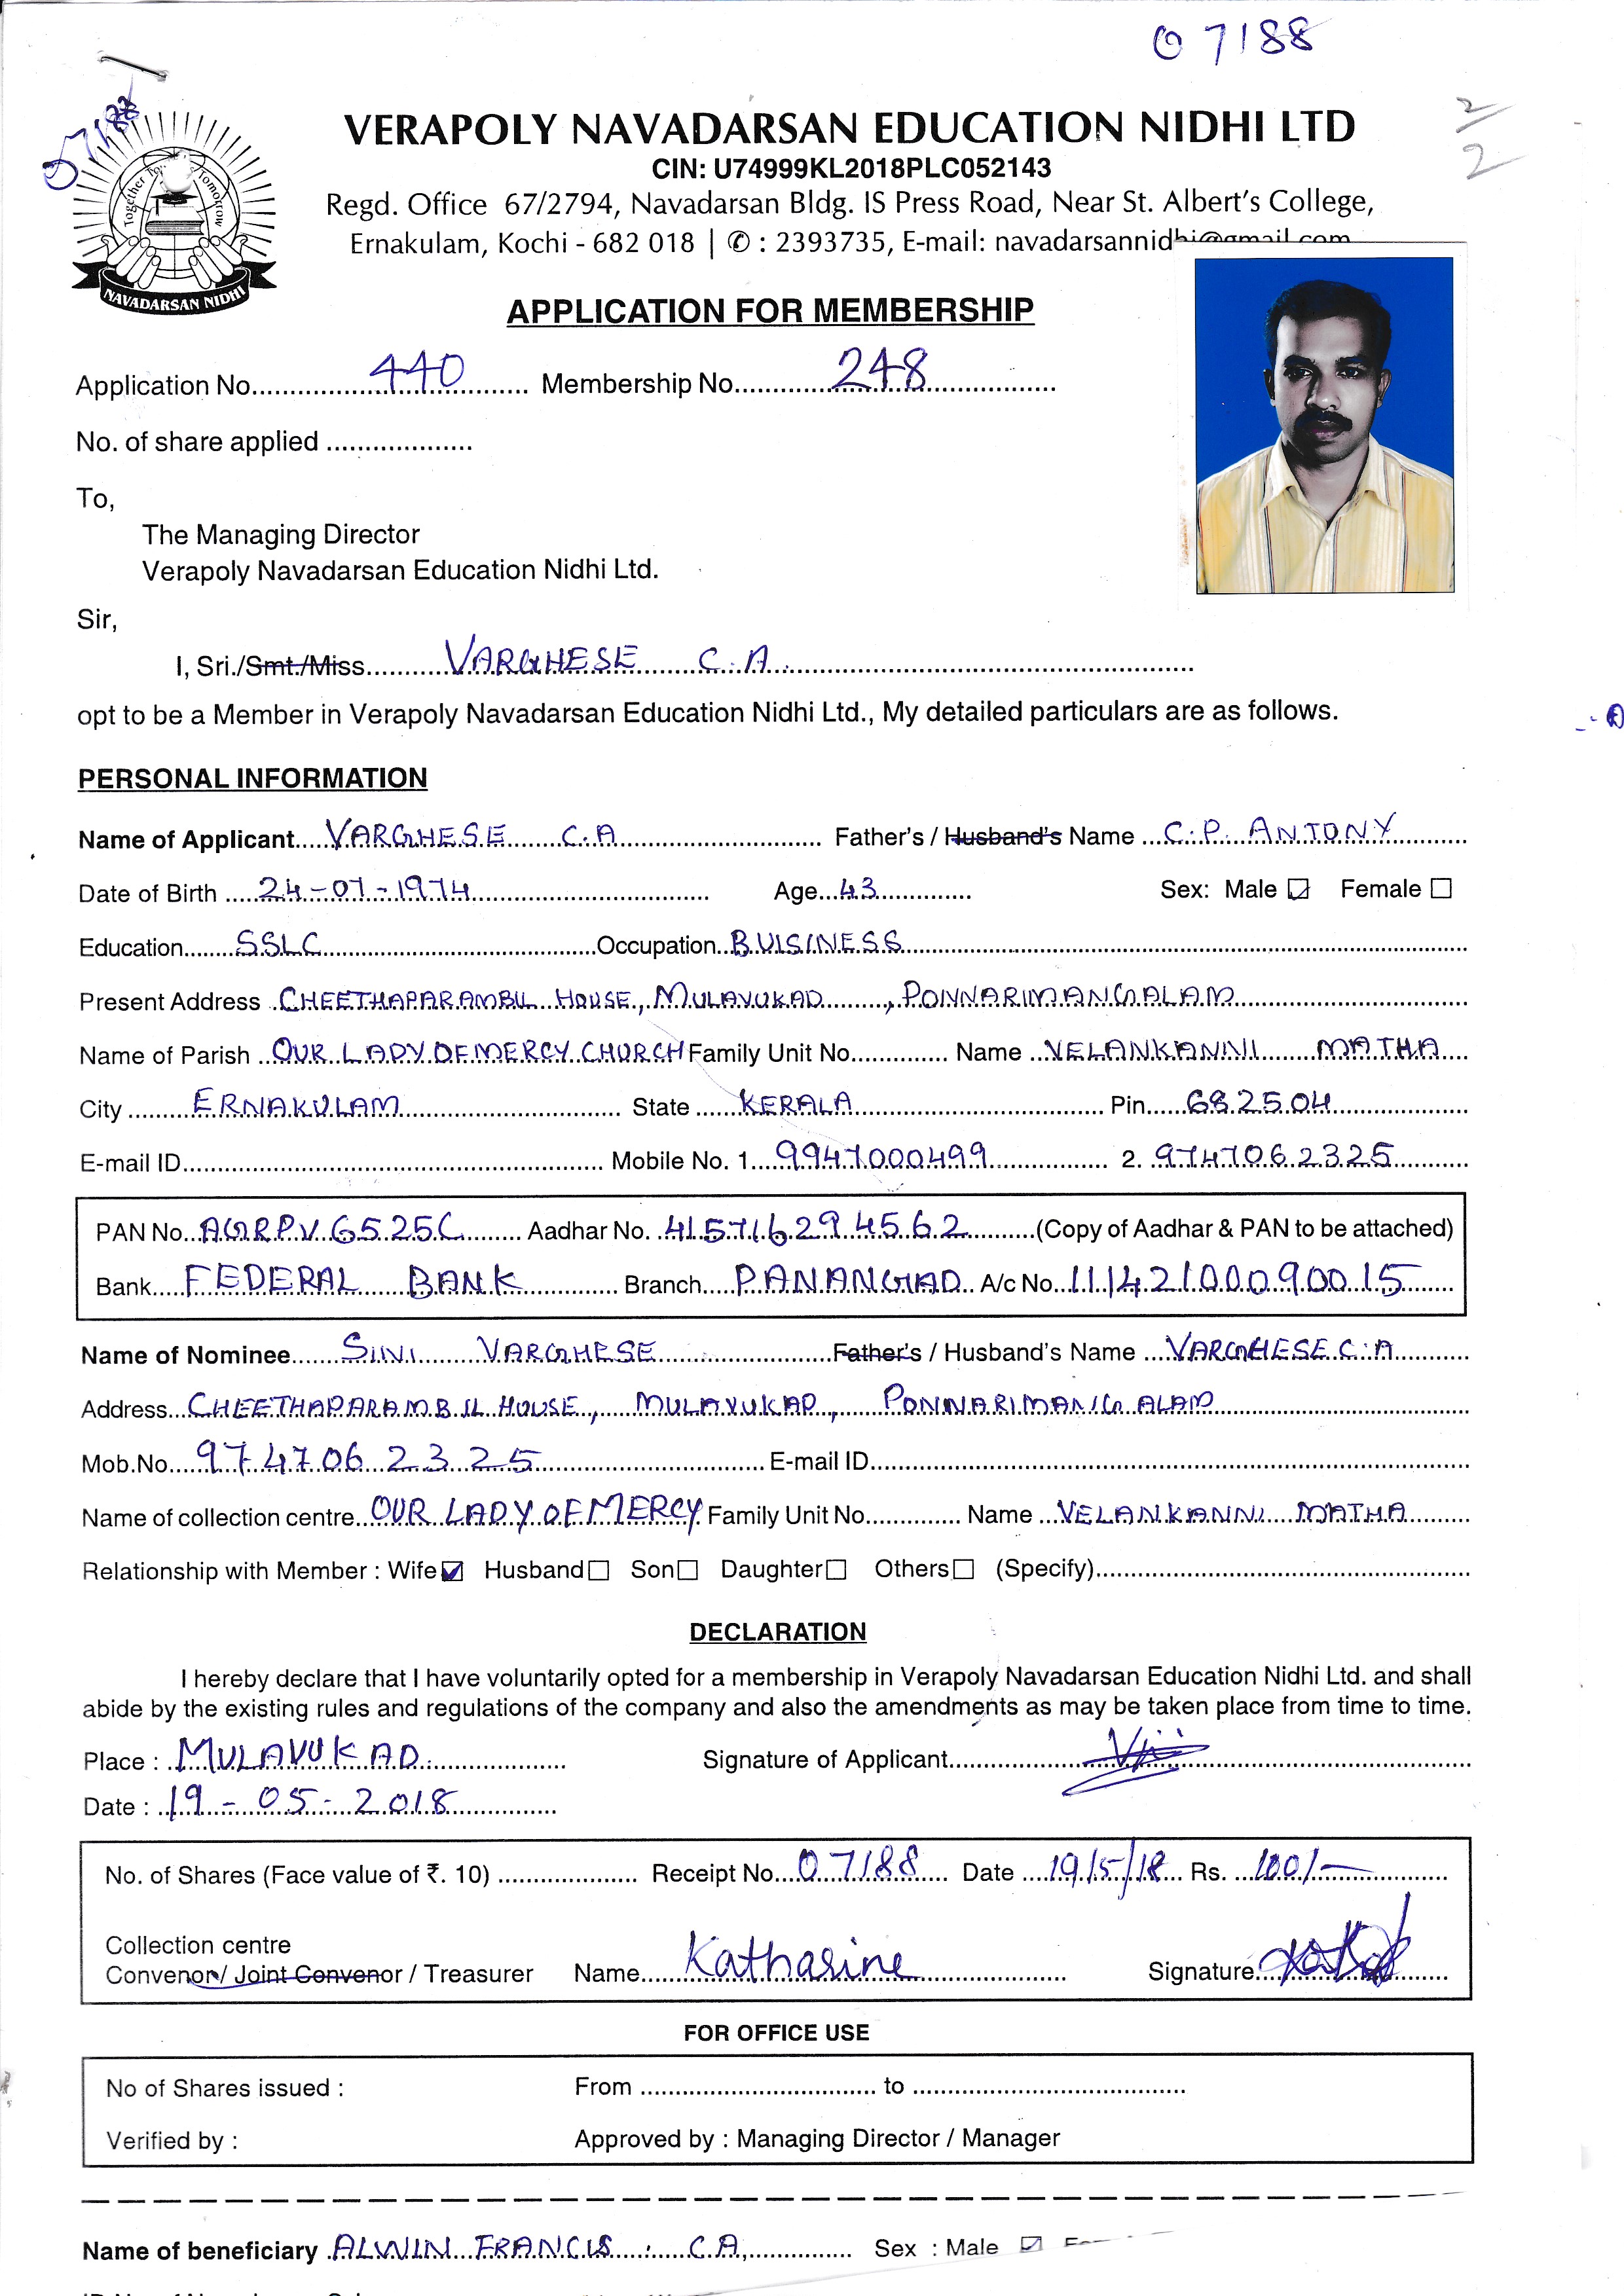 07188
07188
2/2
Together For Tomorrow
NAVADARSAN NIDHI
VERAPOLY NAVADARSAN EDUCATION NIDHI LTD
CIN: U74999KL2018PLC052143
Regd. Office 67/2794, Navadarsan Bldg. IS Press Road, Near St. Albert's College,
Ernakulam, Kochi - 682 018 | ✆ : 2393735, E-mail: navadarsannidhi@gmail.com
APPLICATION FOR MEMBERSHIP
Application No. 440 Membership No. 248
No. of share applied
To,
The Managing Director
Verapoly Navadarsan Education Nidhi Ltd.
Sir,
I, Sri./Smt./Miss VARGHESE C.A.
opt to be a Member in Verapoly Navadarsan Education Nidhi Ltd., My detailed particulars are as follows.
PERSONAL INFORMATION
Name of Applicant VARGHESE C.A Father's / Husband's Name C.P. ANTONY
Date of Birth 24-07-1974 Age 43 Sex: Male ☑ Female ☐
Education SSLC Occupation BUISINESS
Present Address CHEETHAPARAMBIL HOUSE, MULAVUKAD, PONNARIMANGALAM
Name of Parish OUR LADY OF MERCY CHURCH Family Unit No. Name VELANKANNI MATHA
City ERNAKULAM State KERALA Pin 682504
E-mail ID Mobile No. 1. 9947000499 2. 9747062325
PAN No. AGRPV6525C Aadhar No. 415716294562 (Copy of Aadhar & PAN to be attached)
Bank FEDERAL BANK Branch PANANGAD A/c No. 11142100090015
Name of Nominee SINI VARGHESE Father's / Husband's Name VARGHESE C.A
Address CHEETHAPARAMBIL HOUSE, MULAVUKAD, PONNARIMANGALAM
Mob.No. 9747062325 E-mail ID
Name of collection centre OUR LADY OF MERCY Family Unit No. Name VELANKANNI MATHA
Relationship with Member : Wife ☑ Husband ☐ Son ☐ Daughter ☐ Others ☐ (Specify)
DECLARATION
I hereby declare that I have voluntarily opted for a membership in Verapoly Navadarsan Education Nidhi Ltd. and shall
abide by the existing rules and regulations of the company and also the amendments as may be taken place from time to time.
Place : MULAVUKAD. Signature of Applicant
Date : 19-05-2018
No. of Shares (Face value of ₹. 10) Receipt No. 07188 Date 19/5/18 Rs. 100/-
Collection centre
Convenor/ Joint Convenor / Treasurer Name Katharine Signature
FOR OFFICE USE
No of Shares issued : From to
Verified by : Approved by : Managing Director / Manager
Name of beneficiary ALWIN FRANCIS. C.A, Sex : Male ☑